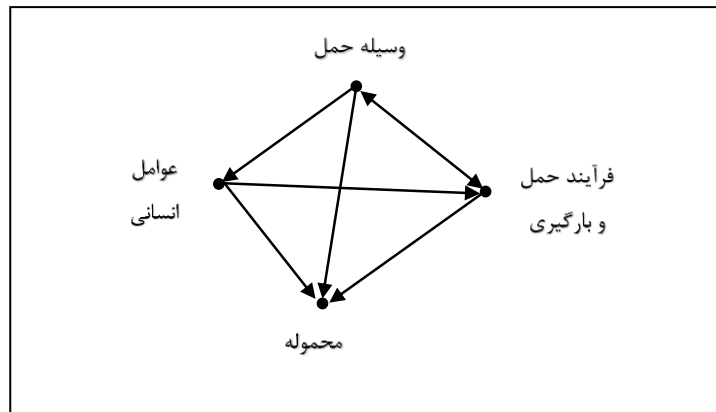 وسیله حمل
عوامل
انسانی
فرآیند حمل
و بارگیری
محموله